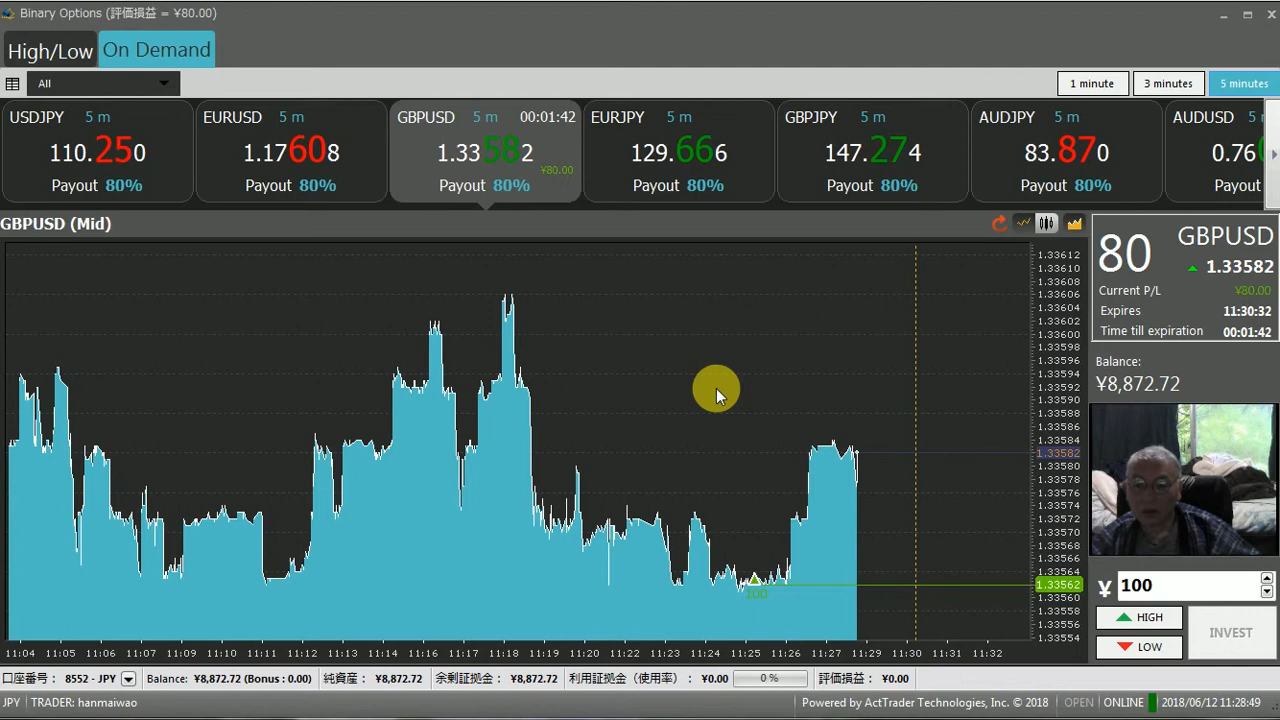 Binary Options (評価損益 = ¥80.00)
High/Low
On Demand
All
1 minute
3 minutes
5 minutes
USDJPY 5 m
110.250
Payout 80%
EURUSD 5 m
1.17608
Payout 80%
GBPUSD 5 m 00:01:42
1.33582
¥80.00
Payout 80%
EURJPY 5 m
129.666
Payout 80%
GBPJPY 5 m
147.274
Payout 80%
AUDJPY 5 m
83.870
Payout 80%
AUDUSD 5
0.76
Payou
GBPUSD (Mid)
1.33612
1.33610
1.33608
1.33606
1.33604
1.33602
1.33600
1.33598
1.33596
1.33594
1.33592
1.33590
1.33588
1.33586
1.33584
1.33582
1.33580
1.33578
1.33576
1.33574
1.33572
1.33570
1.33568
1.33566
1.33564
1.33562
1.33560
1.33558
1.33556
1.33554
100
11:04 11:05 11:06 11:07 11:08 11:09 11:10 11:11 11:12 11:13 11:14 11:15 11:16 11:17 11:18 11:19 11:20 11:22 11:22 11:23 11:24 11:25 11:26 11:27 11:29 11:30 11:31 11:32
80 GBPUSD
1.33582
Current P/L ¥80.00
Expires 11:30:32
Time till expiration 00:01:42
Balance:
¥8,872.72
¥ 100
HIGH
LOW
INVEST
口座番号: 8552 - JPY Balance: ¥8,872.72 (Bonus : 0.00) 純資産: ¥8,872.72 余剰証拠金: ¥8,872.72 利用証拠金（使用率）: ¥0.00 0 % 評価損益: ¥0.00
JPY TRADER: hanmaiwao Powered by ActTrader Technologies, Inc. © 2018 OPEN ONLINE 2018/06/12 11:28:49